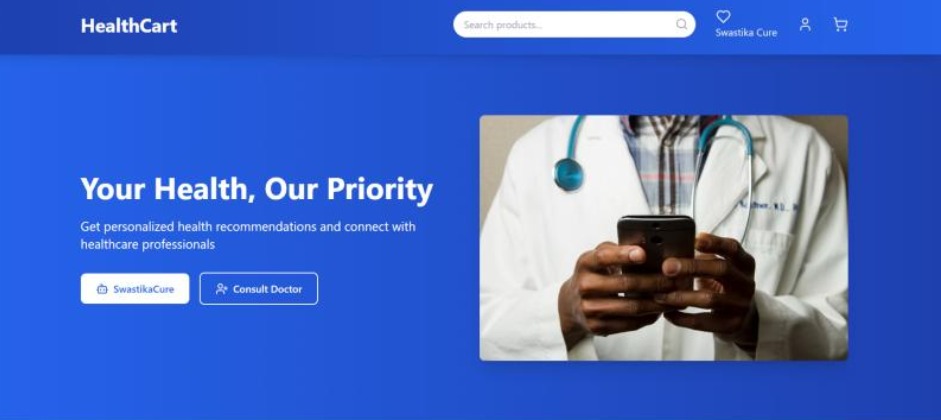 HealthCart
Search products...
Swastika Cure
Your Health, Our Priority
Get personalized health recommendations and connect with
healthcare professionals
SwastikaCure
Consult Doctor